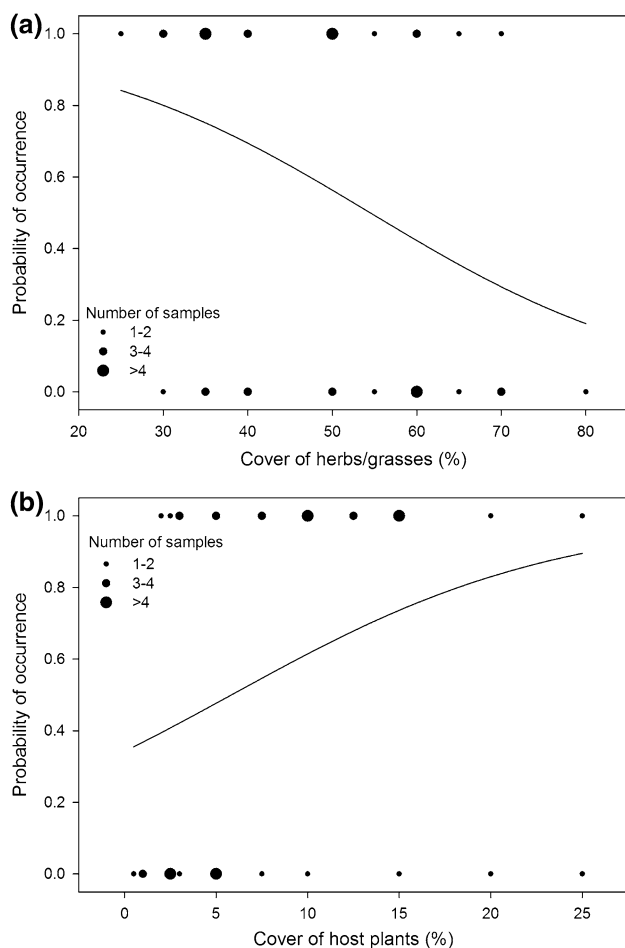 (a)
1.0
0.8
0.6
0.4
0.2
0.0
Probability of occurrence
Number of samples
1-2
3-4
>4
20 30 40 50 60 70 80
Cover of herbs/grasses (%)
(b)
1.0
0.8
0.6
0.4
0.2
0.0
Probability of occurrence
Number of samples
1-2
3-4
>4
0 5 10 15 20 25
Cover of host plants (%)